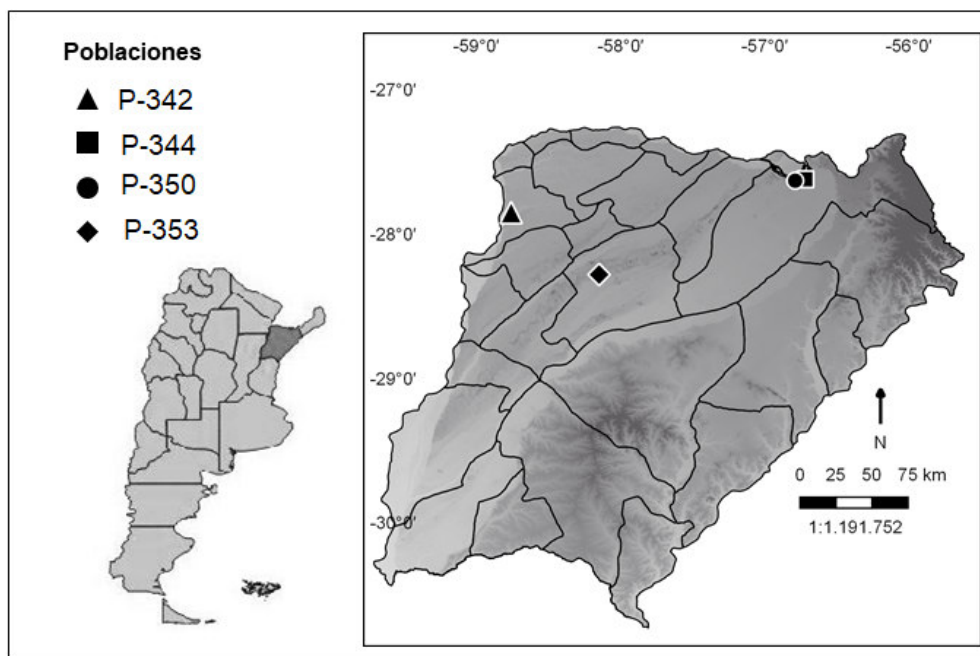 Poblaciones
P-342
P-344
P-350
P-353
-59°0' -58°0' -57°0' -56°0'
-27°0'
-28°0'
-29°0'
-30°0'
N
0 25 50 75 km
1:1.191.752